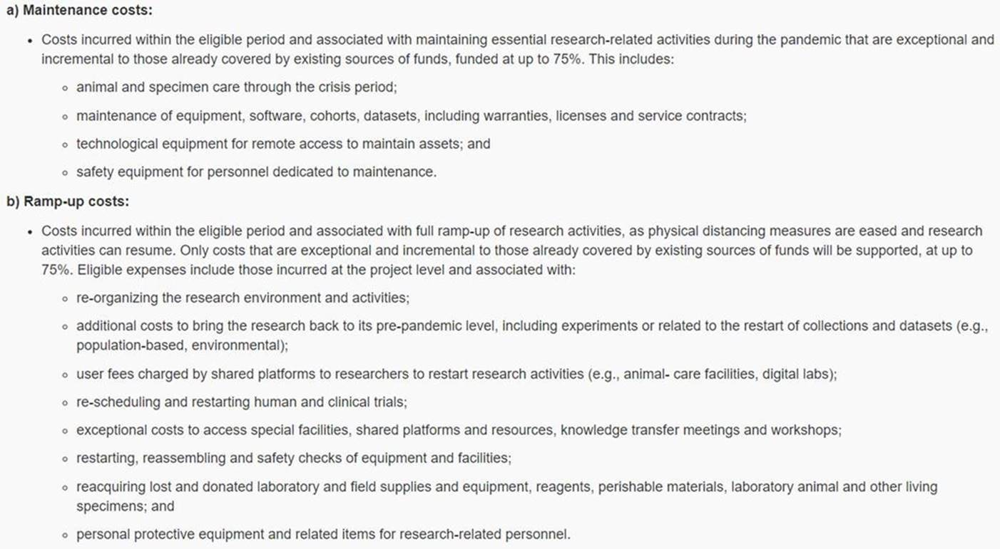 a) Maintenance costs:
• Costs incurred within the eligible period and associated with maintaining essential research-related activities during the pandemic that are exceptional and
incremental to those already covered by existing sources of funds, funded at up to 75%. This includes:
◦ animal and specimen care through the crisis period;
◦ maintenance of equipment, software, cohorts, datasets, including warranties, licenses and service contracts;
◦ technological equipment for remote access to maintain assets; and
◦ safety equipment for personnel dedicated to maintenance.
b) Ramp-up costs:
• Costs incurred within the eligible period and associated with full ramp-up of research activities, as physical distancing measures are eased and research
activities can resume. Only costs that are exceptional and incremental to those already covered by existing sources of funds will be supported, at up to
75%. Eligible expenses include those incurred at the project level and associated with:
◦ re-organizing the research environment and activities;
◦ additional costs to bring the research back to its pre-pandemic level, including experiments or related to the restart of collections and datasets (e.g.,
population-based, environmental);
◦ user fees charged by shared platforms to researchers to restart research activities (e.g., animal- care facilities, digital labs);
◦ re-scheduling and restarting human and clinical trials;
◦ exceptional costs to access special facilities, shared platforms and resources, knowledge transfer meetings and workshops;
◦ restarting, reassembling and safety checks of equipment and facilities;
◦ reacquiring lost and donated laboratory and field supplies and equipment, reagents, perishable materials, laboratory animal and other living
specimens; and
◦ personal protective equipment and related items for research-related personnel.